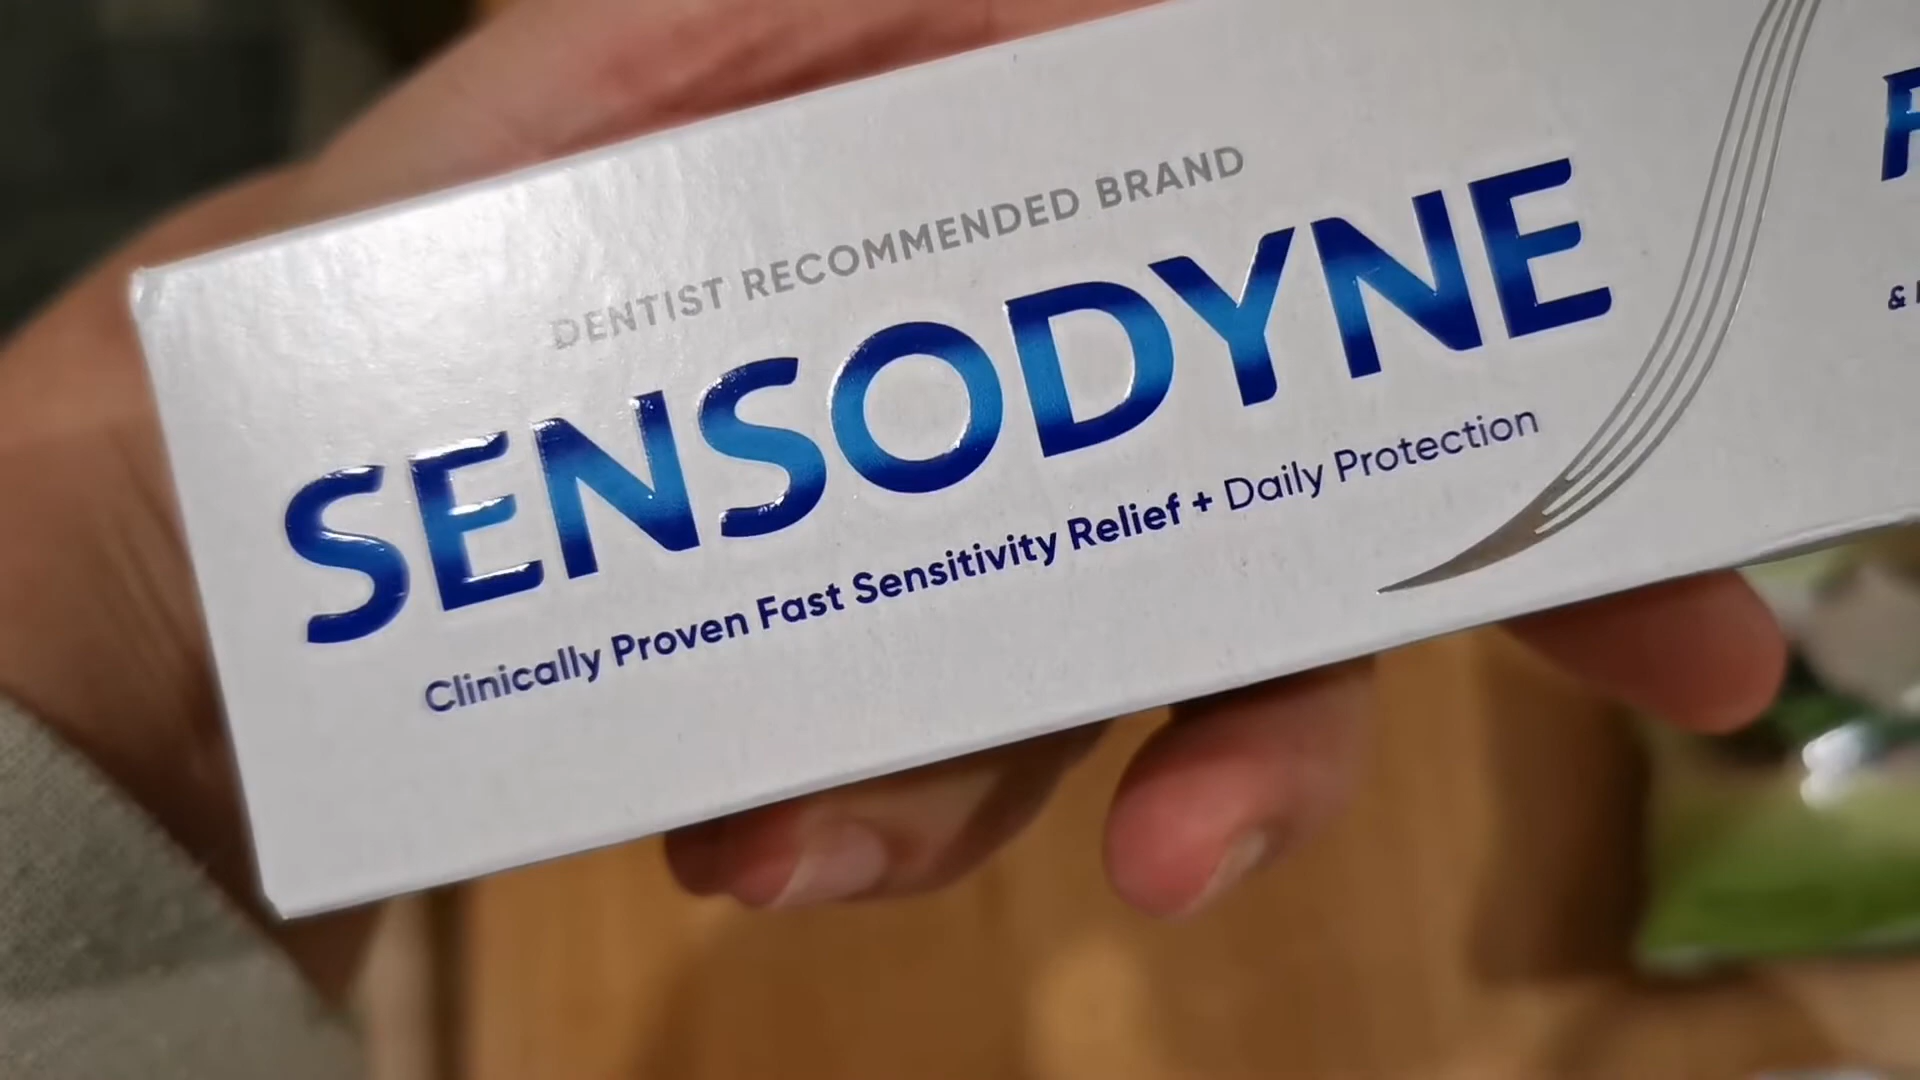 DENTIST RECOMMENDED BRAND
SENSODYNE
Clinically Proven Fast Sensitivity Relief + Daily Protection
&